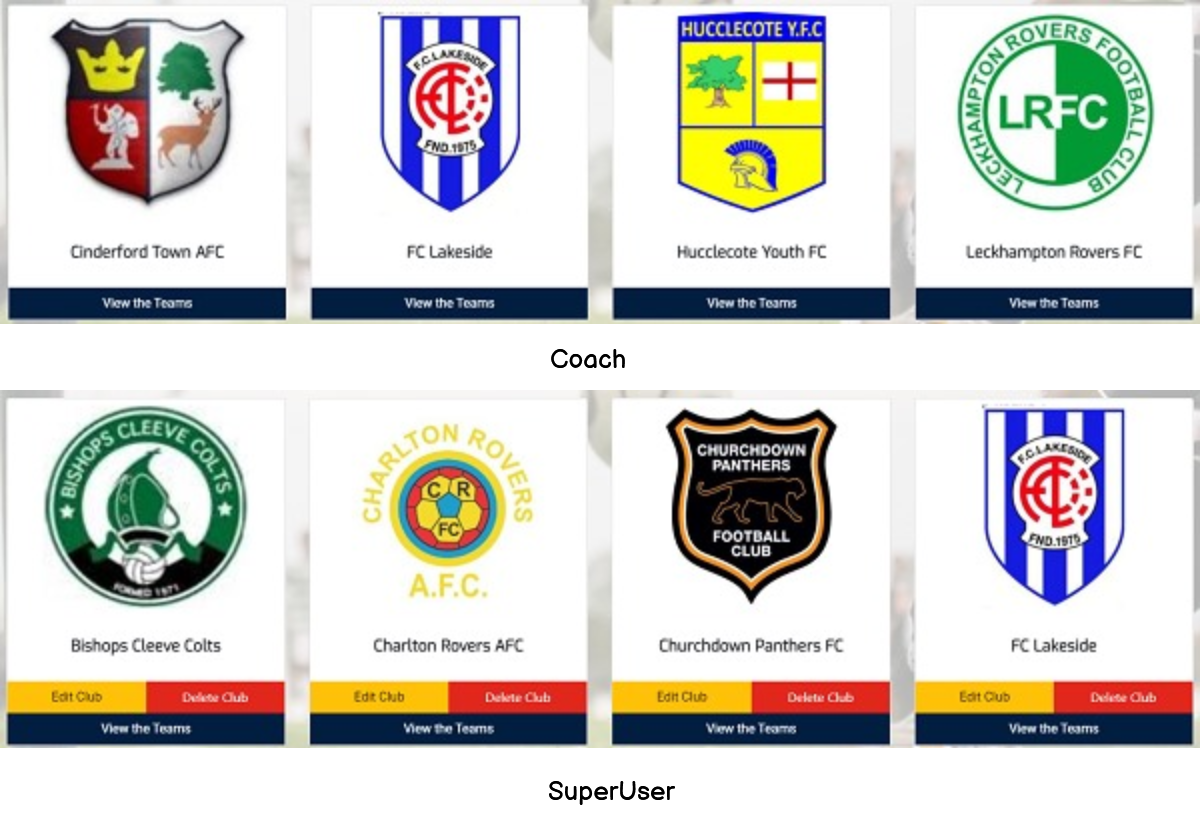 HUCCLECOTE Y.F.C
F.C.LAKESIDE
FND.1975
LECKHAMPTON ROVERS FOOTBALL CLUB
LRFC
Cinderford Town AFC
FC Lakeside
Hucclecote Youth FC
Leckhampton Rovers FC
View the Teams
View the Teams
View the Teams
View the Teams
Coach
BISHOPS CLEEVE COLTS
FORMED 1971
CHARLTON ROVERS
C R
FC
A.F.C.
CHURCHDOWN
PANTHERS
FOOTBALL
CLUB
F.C.LAKESIDE
FND.1975
Bishops Cleeve Colts
Charlton Rovers AFC
Churchdown Panthers FC
FC Lakeside
Edit Club
Delete Club
Edit Club
Delete Club
Edit Club
Delete Club
Edit Club
Delete Club
View the Teams
View the Teams
View the Teams
View the Teams
SuperUser